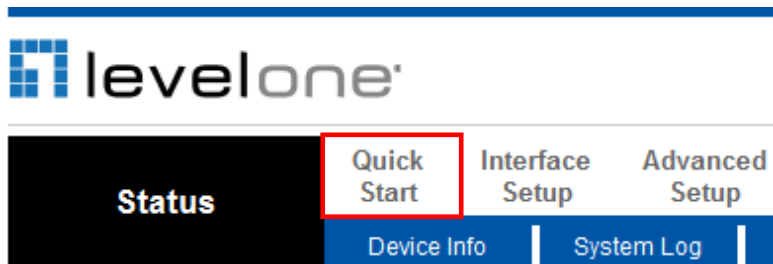 levelone
Quick Interface Advanced
Status Start Setup Setup
Device Info System Log